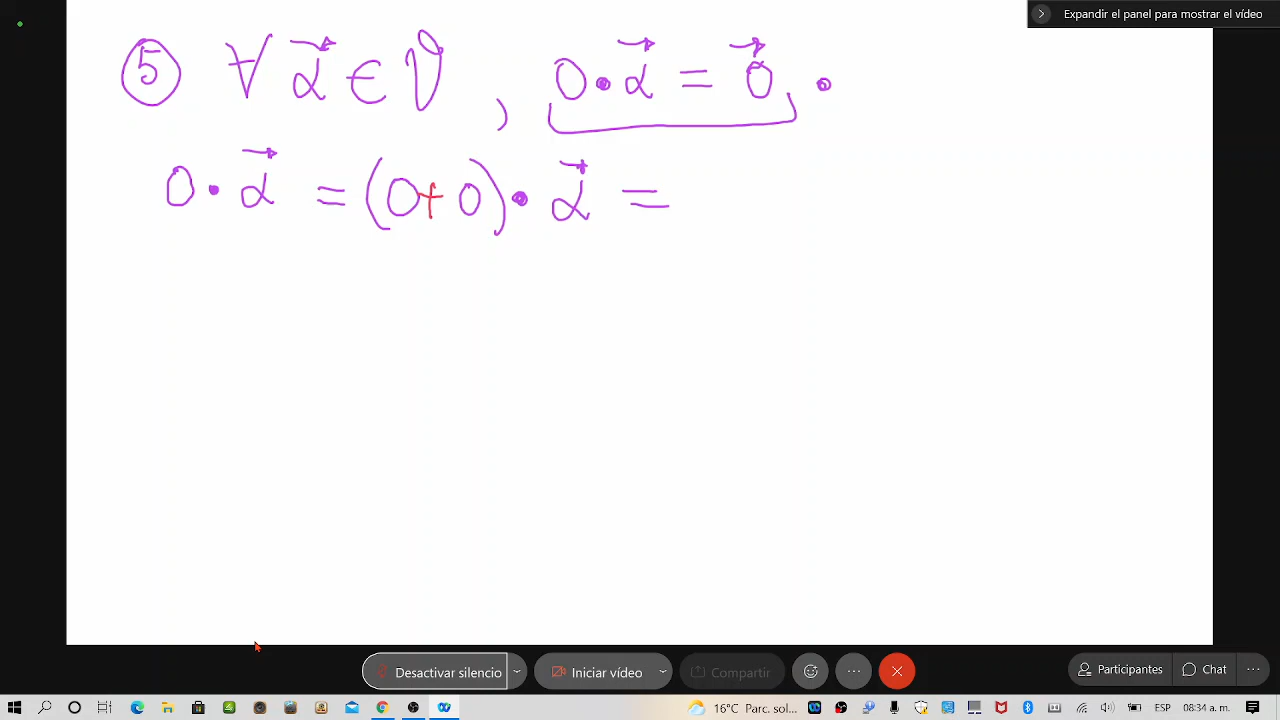 Expandir el panel para mostrar el vídeo
⑤ ∀ α⃗ ∈ V , 0 • α⃗ = 0⃗ .
0 • α⃗ = (0+0) • α⃗ =
Desactivar silencio Iniciar vídeo Compartir ... Participantes Chat ...
16°C Parc. sol... ESP 08:34 a. m.